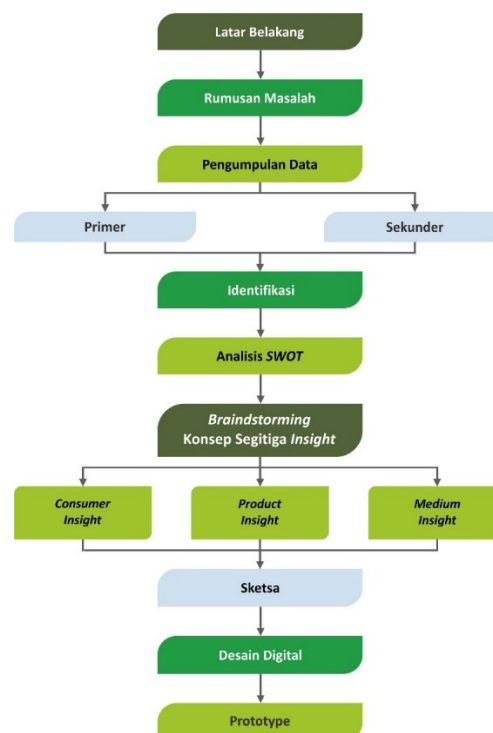 Latar Belakang
Rumusan Masalah
Pengumpulan Data
Primer
Sekunder
Identifikasi
Analisis SWOT
Braindstorming
Konsep Segitiga Insight
Consumer
Insight
Product
Insight
Medium
Insight
Sketsa
Desain Digital
Prototype